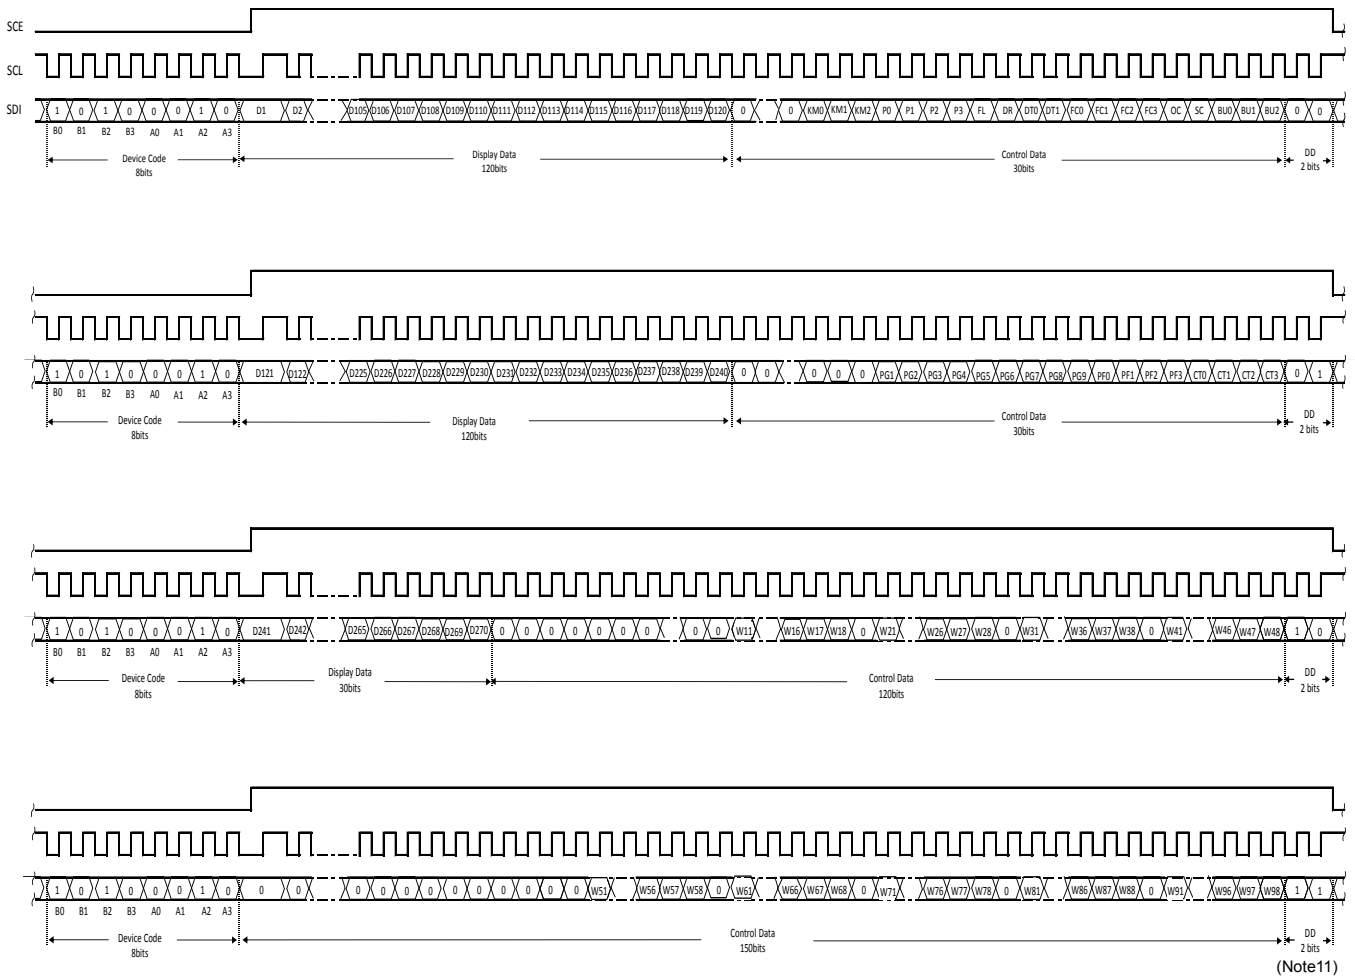 SCE
SCL
SDI 1 0 1 0 0 0 1 0 D1 D2 D105 D106 D107 D108 D109 D110 D111 D112 D113 D114 D115 D116 D117 D118 D119 D120 0 0 KM0 KM1 KM2 P0 P1 P2 P3 FL DR DT0 DT1 FC0 FC1 FC2 FC3 OC SC BU0 BU1 BU2 0 0
B0 B1 B2 B3 A0 A1 A2 A3
Device Code Display Data Control Data DD
8bits 120bits 30bits 2 bits
1 0 1 0 0 0 1 0 D121 D122 D225 D226 D227 D228 D229 D230 D231 D232 D233 D234 D235 D236 D237 D238 D239 D240 0 0 0 0 0 PG1 PG2 PG3 PG4 PG5 PG6 PG7 PG8 PG9 PF0 PF1 PF2 PF3 CT0 CT1 CT2 CT3 0 1
B0 B1 B2 B3 A0 A1 A2 A3
Device Code Display Data Control Data DD
8bits 120bits 30bits 2 bits
1 0 1 0 0 0 1 0 D241 D242 D265 D266 D267 D268 D269 D270 0 0 0 0 0 0 0 0 0 W11 W16 W17 W18 0 W21 W26 W27 W28 0 W31 W36 W37 W38 0 W41 W46 W47 W48 1 0
B0 B1 B2 B3 A0 A1 A2 A3
Device Code Display Data Control Data DD
8bits 30bits 120bits 2 bits
1 0 1 0 0 0 1 0 0 0 0 0 0 0 0 0 0 0 0 0 W51 W56 W57 W58 0 W61 W66 W67 W68 0 W71 W76 W77 W78 0 W81 W86 W87 W88 0 W91 W96 W97 W98 1 1
B0 B1 B2 B3 A0 A1 A2 A3
Device Code Control Data DD
8bits 150bits 2 bits
(Note11)